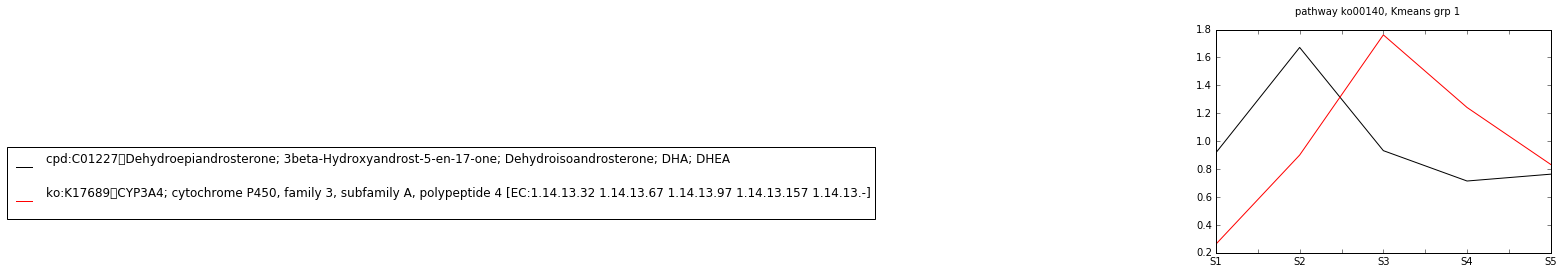 pathway ko00140, Kmeans grp 1
cpd:C01227▯Dehydroepiandrosterone; 3beta-Hydroxyandrost-5-en-17-one; Dehydroisoandrosterone; DHA; DHEA
ko:K17689▯CYP3A4; cytochrome P450, family 3, subfamily A, polypeptide 4 [EC:1.14.13.32 1.14.13.67 1.14.13.97 1.14.13.157 1.14.13.-]
1.8
1.6
1.4
1.2
1.0
0.8
0.6
0.4
0.2
S1 S2 S3 S4 S5